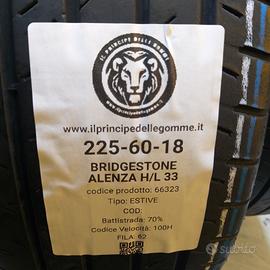 IL PRINCIPE DELLE GOMME
www.ilprincipedellegomme.it
225-60-18
BRIDGESTONE
ALENZA H/L 33
codice prodotto: 66323
Tipo: ESTIVE
COD:
Battistrada: 70%
Codice Velocità: 100H
FILA: 62
subito